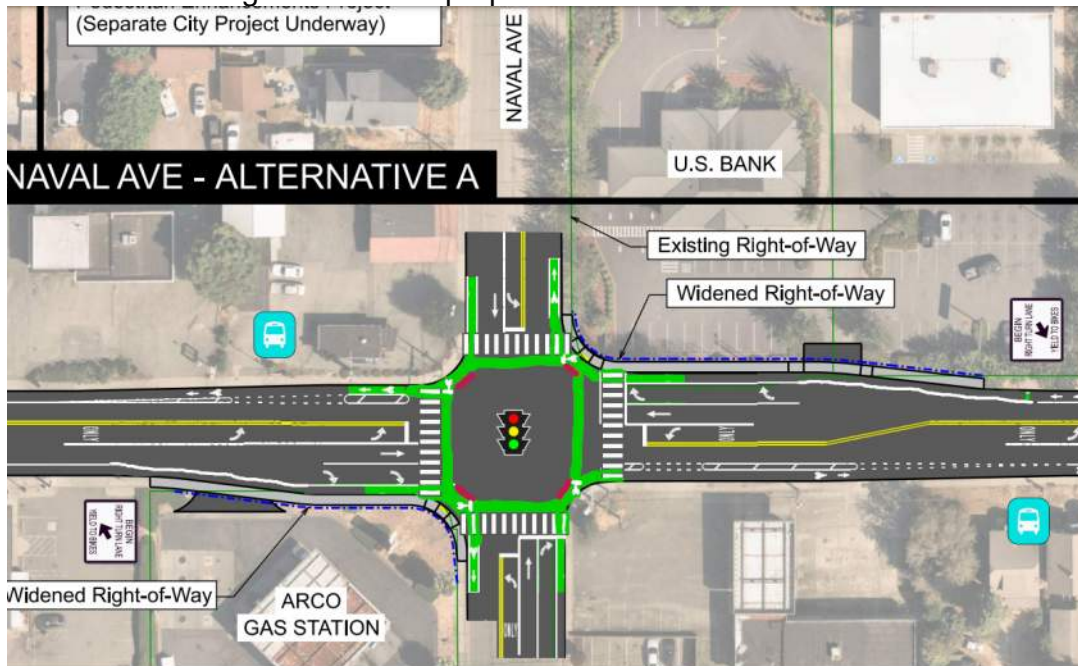 (Separate City Project Underway)
NAVAL AVE
U.S. BANK
NAVAL AVE - ALTERNATIVE A
Existing Right-of-Way
Widened Right-of-Way
BEGIN
RIGHT TURN LANE
YIELD TO BIKES
ONLY
ONLY
ONLY
BEGIN
RIGHT TURN LANE
YIELD TO BIKES
Widened Right-of-Way
ARCO
GAS STATION
ONLY